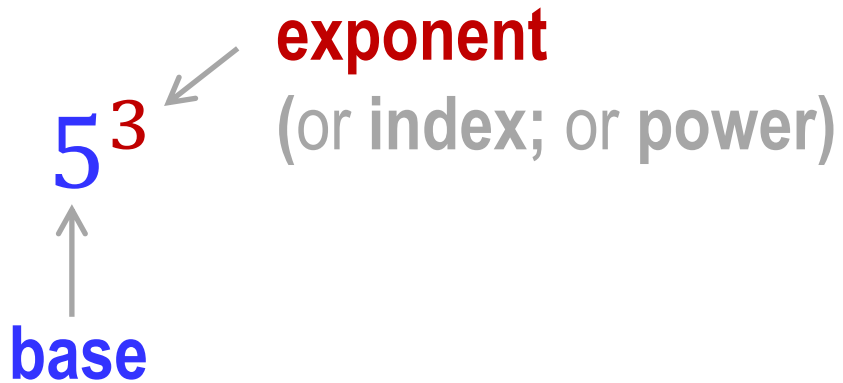 exponent
(or index; or power)
5³
base